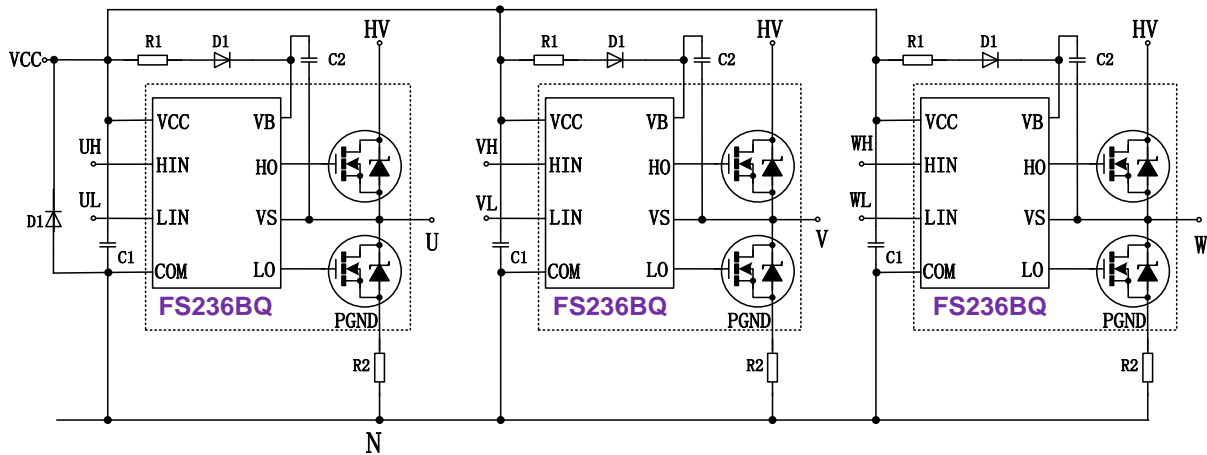 HV HV HV
R1 D1 R1 D1 R1 D1
VCC C2 C2 C2
VCC VB VCC VB VCC VB
UH VH WH
HIN HO HIN HO HIN HO
UL VL WL
D1 LIN VS LIN VS LIN VS
U V W
C1 C1 C1
COM LO COM LO COM LO
FS236BQ FS236BQ FS236BQ
PGND PGND PGND
R2 R2 R2
N